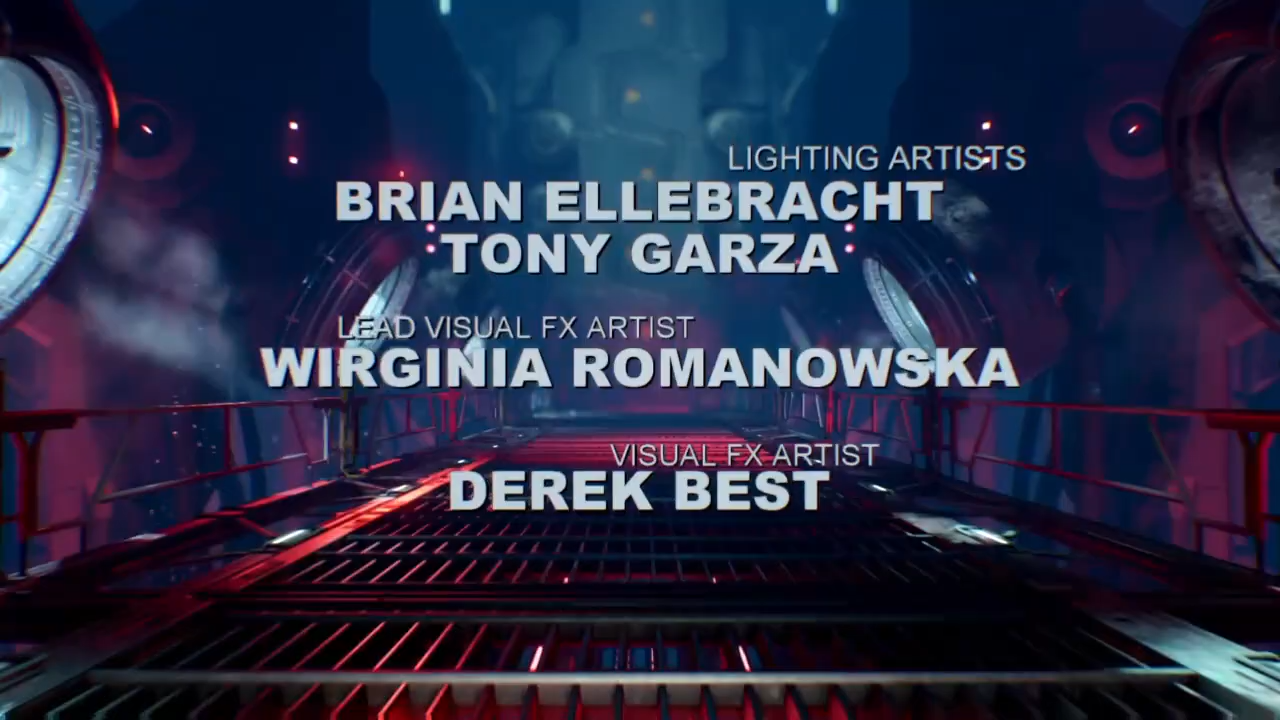 LIGHTING ARTISTS
BRIAN ELLEBRACHT
TONY GARZA
LEAD VISUAL FX ARTIST
WIRGINIA ROMANOWSKA
VISUAL FX ARTIST
DEREK BEST